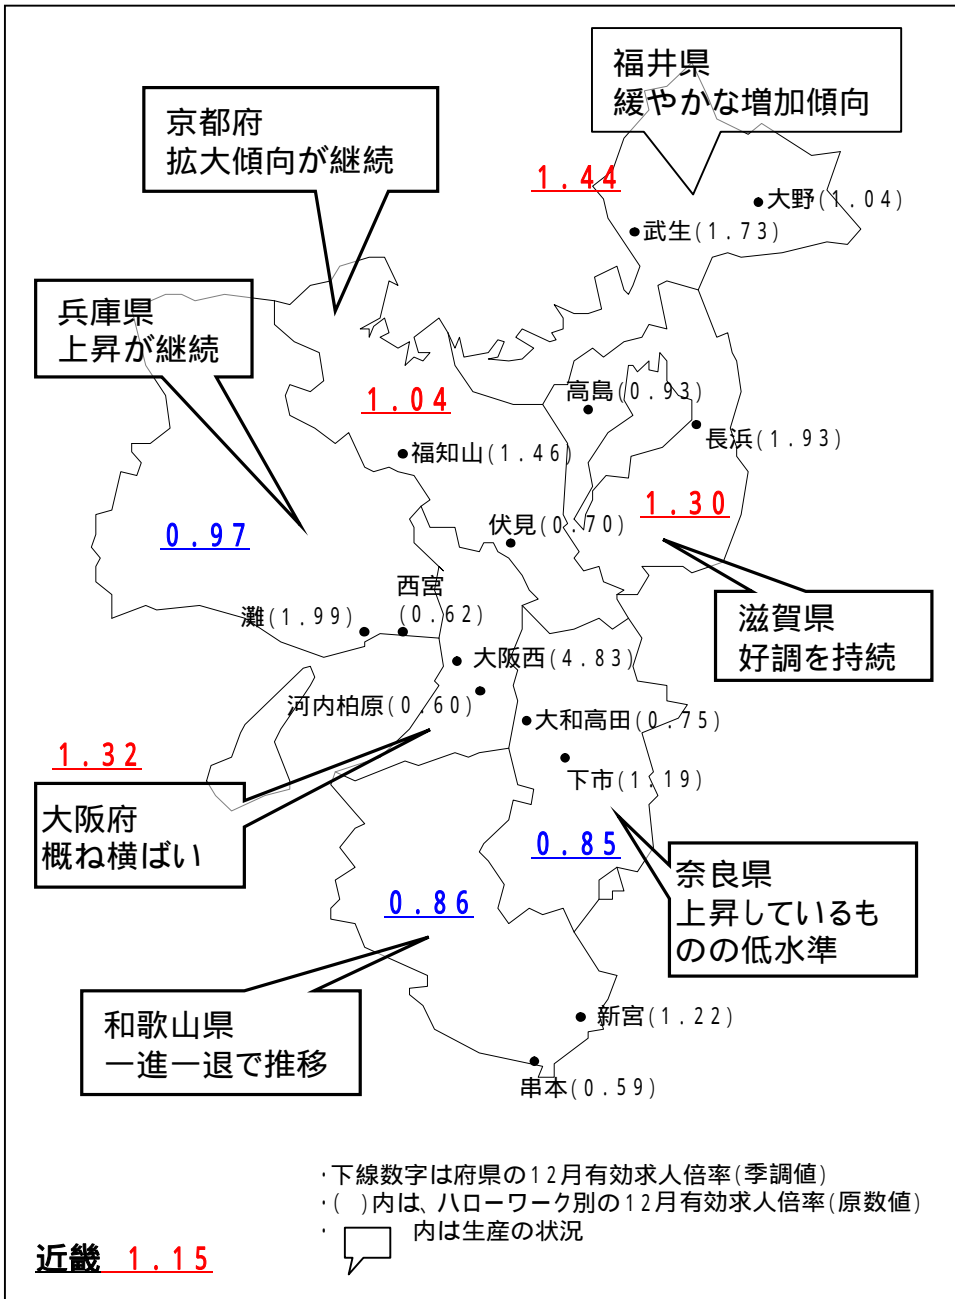 福井県
緩やかな増加傾向
京都府
拡大傾向が継続
1.44
大野(1.04)
武生(1.73)
兵庫県
上昇が継続
1.04
高島(0.93)
長浜(1.93)
福知山(1.46)
1.30
0.97
伏見(0.70)
西宮
(0.62)
灘(1.99)
滋賀県
好調を持続
大阪西(4.83)
河内柏原(0.60)
大和高田(0.75)
1.32
下市(1.19)
大阪府
概ね横ばい
0.85
奈良県
上昇しているも
のの低水準
0.86
和歌山県
一進一退で推移
新宮(1.22)
串本(0.59)
・下線数字は府県の12月有効求人倍率(季調値)
・( )内は、ハローワーク別の12月有効求人倍率(原数値)
・ 内は生産の状況
近畿 1.15